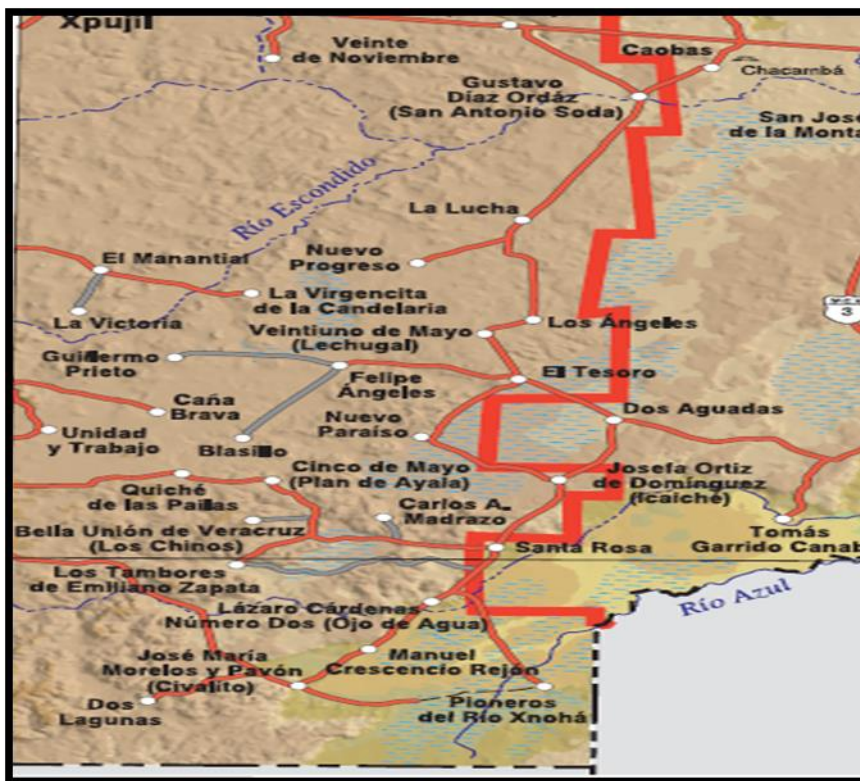 Xpujil
Veinte
de Noviembre
Caobas
Chacambá
Gustavo
Díaz Ordáz
(San Antonio Soda)
San José
de la Monta
Río Escondido
La Lucha
El Manantial
Nuevo
Progreso
La Virgencita
de la Candelaria
La Victoria
Los Ángeles
3
Veintiuno de Mayo
(Lechugal)
Guillermo
Prieto
Felipe
Ángeles
El Tesoro
Caña
Brava
Nuevo
Paraíso
Dos Aguadas
Unidad
y Trabajo
Blasillo
Cinco de Mayo
(Plan de Ayala)
Josefa Ortiz
de Domínguez
(Icaiché)
Quiché
de las Pailas
Carlos A.
Madrazo
Bella Unión de Veracruz
(Los Chinos)
Tomás
Garrido Canab
Santa Rosa
Los Tambores
de Emiliano Zapata
Río Azul
Lázaro Cárdenas
Número Dos (Ojo de Agua)
José María
Morelos y Pavón
(Civalito)
Manuel
Crescencio Rejón
Dos
Lagunas
Pioneros
del Río Xnohá